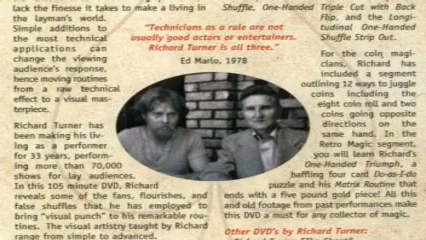 lack the finesse it takes to make a living in
the layman's world.
Simple additions to
the most technical
applications can
change the viewing
audience's response,
hence moving routines
from a raw technical
effect to a visual mas-
terpiece.
Richard Turner has
been making his liv-
ing as a performer
for 33 years, perform-
ing more than 70,000
shows for lay audiences.
In this 105 minute DVD, Richard
reveals some of the fans, flourishes, and
false shuffles that he has employed to
bring "visual punch" to his remarkable rou-
tines. The visual artistry taught by Richard
range from simple to advanced.
"Technicians as a rule are not
usually good actors or entertainers.
Richard Turner is all three."
Ed Marlo, 1978
Shuffle, One-Handed Triple Cut with Back
Flip, and the Longi-
tudinal One-Handed
Shuffle Strip Out.
For the coin magi-
cians, Richard has
included a segment
outlining 12 ways to juggle
coins including the
eight coin roll and two
coins going opposite
directions on the
same hand. In the
Retro Magic segment,
you will learn Richard's
One-Handed Triumph, a
baffling four card Do-as-I-do
puzzle and his Matrix Routine that
ends with a five pound gold piece! All this
and old footage from past performances make
this DVD a must for any collector of magic.
Other DVD's by Richard Turner: